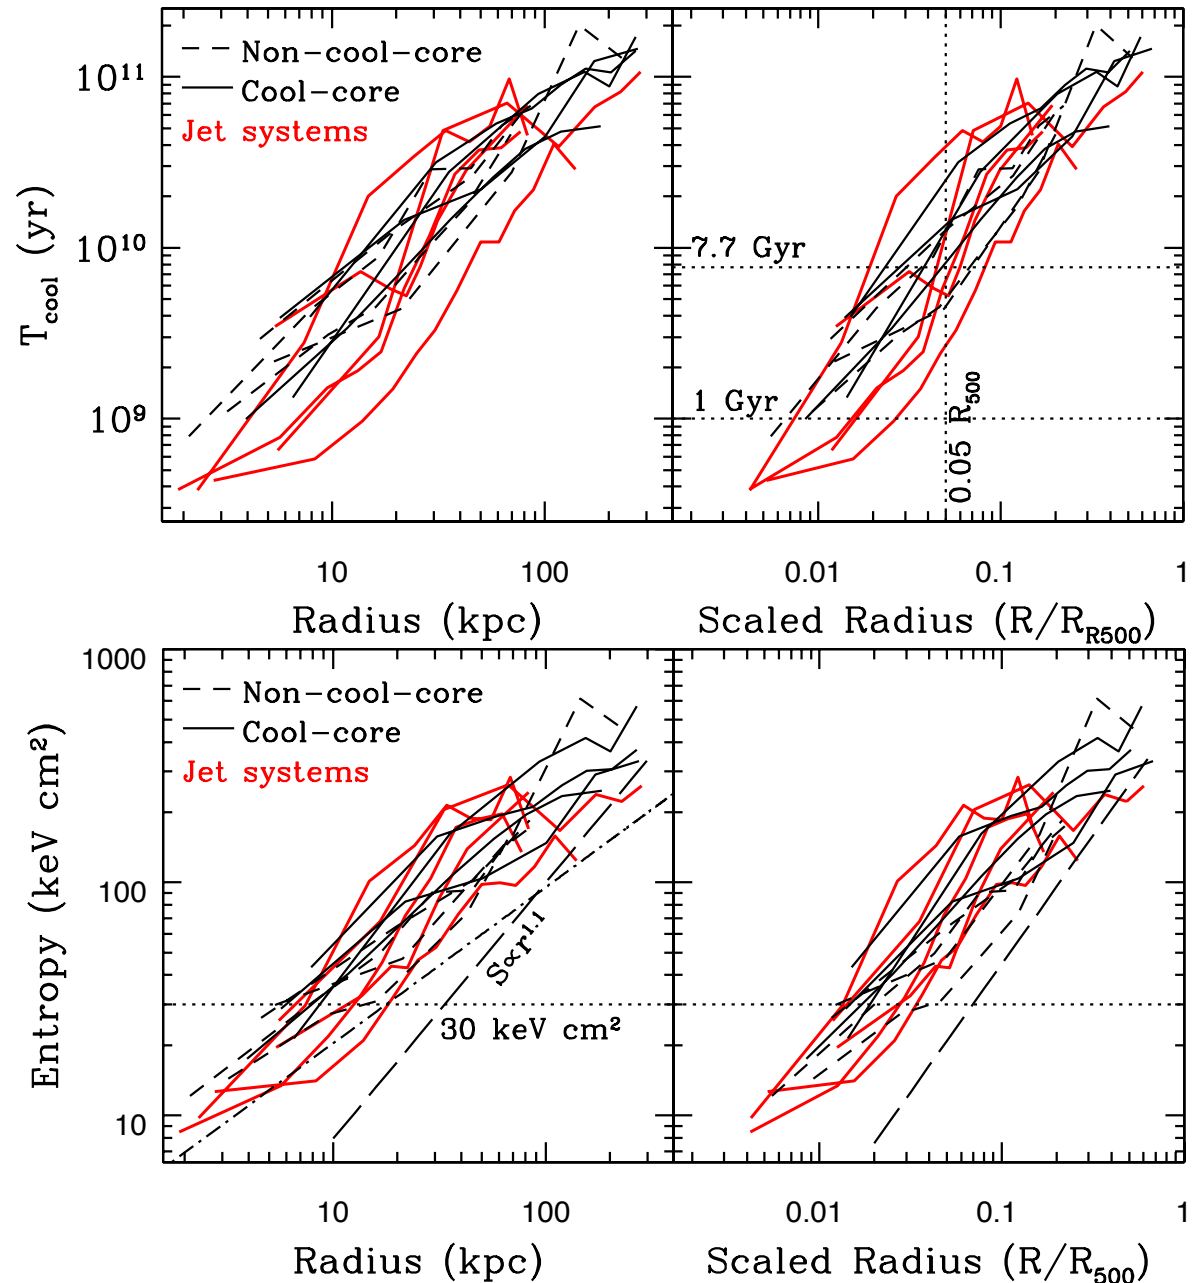 Non-cool-core
Cool-core
Jet systems
10¹¹
10¹⁰
10⁹
T_cool (yr)
7.7 Gyr
1 Gyr
0.05 R₅₀₀
10 100
0.01 0.1 1
Radius (kpc)
Scaled Radius (R/R_R500)
Non-cool-core
Cool-core
Jet systems
1000
100
10
Entropy (keV cm²)
S∝r¹·¹
30 keV cm²
10 100
0.01 0.1 1
Radius (kpc)
Scaled Radius (R/R₅₀₀)